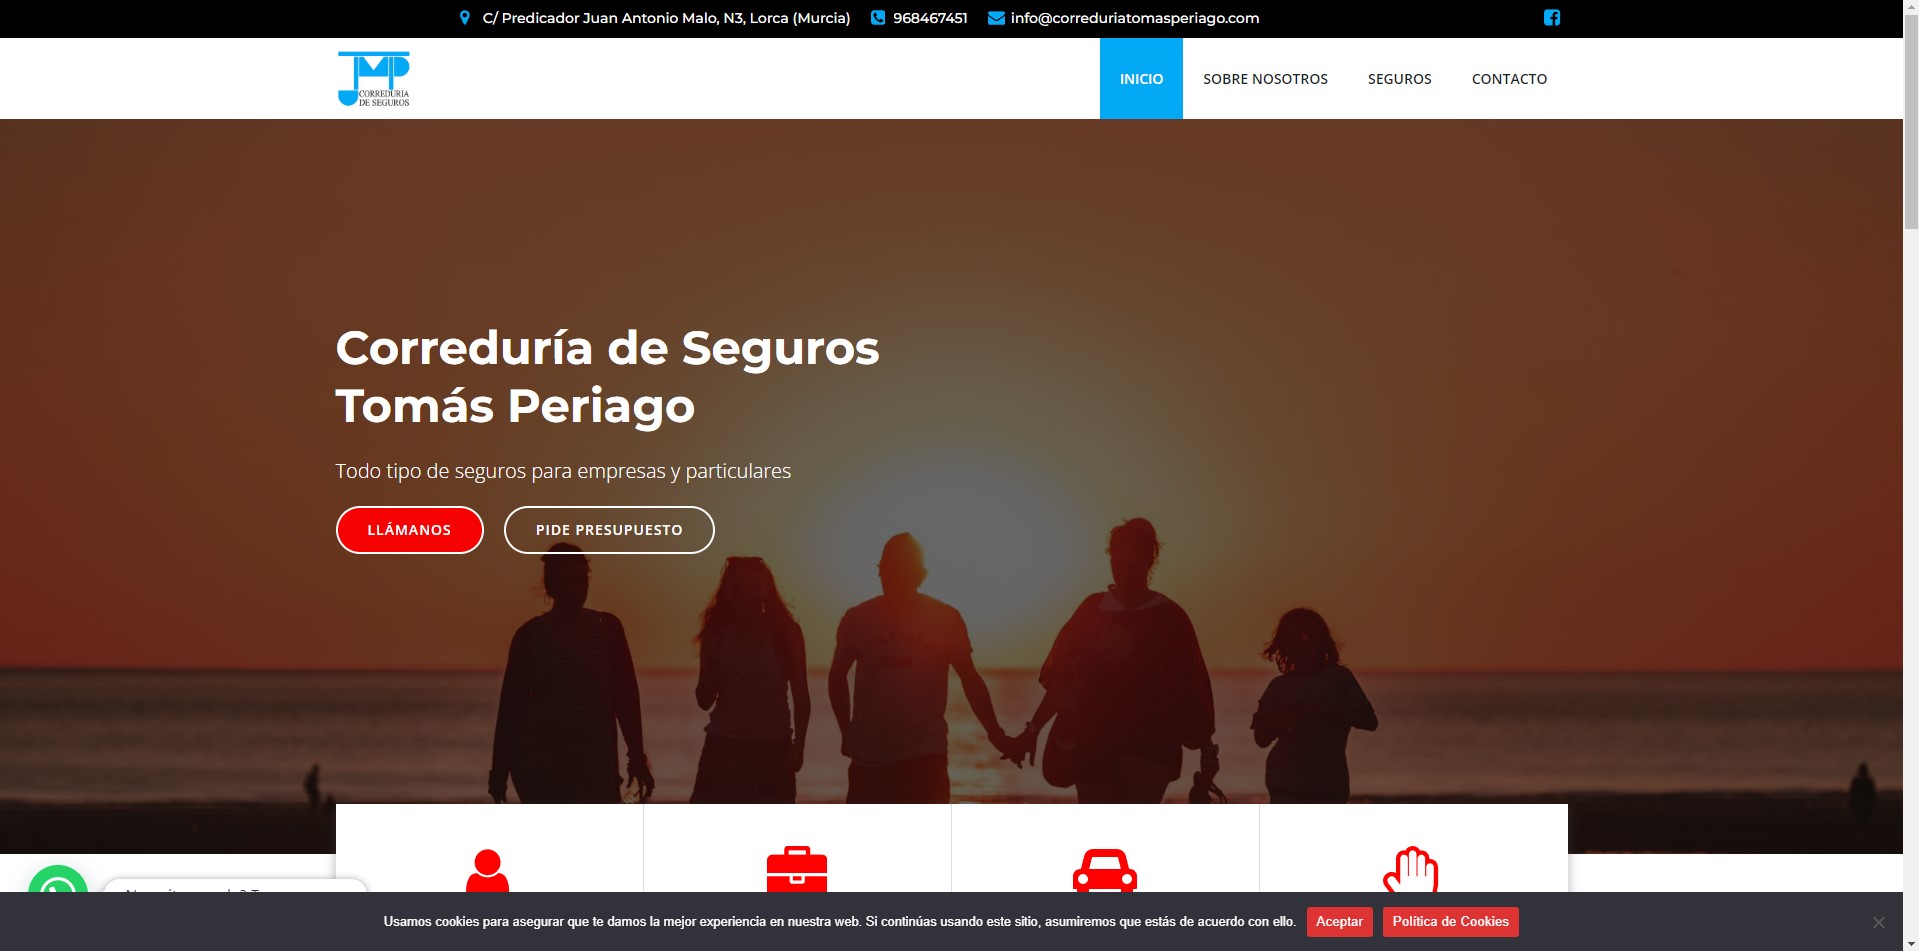 C/ Predicador Juan Antonio Malo, N3, Lorca (Murcia) 968467451 info@correduriatomasperiago.com
JMP
CORREDURÍA
DE SEGUROS
INICIO SOBRE NOSOTROS SEGUROS CONTACTO
Correduría de Seguros
Tomás Periago
Todo tipo de seguros para empresas y particulares
LLÁMANOS PIDE PRESUPUESTO
Usamos cookies para asegurar que te damos la mejor experiencia en nuestra web. Si continúas usando este sitio, asumiremos que estás de acuerdo con ello. Aceptar Política de Cookies